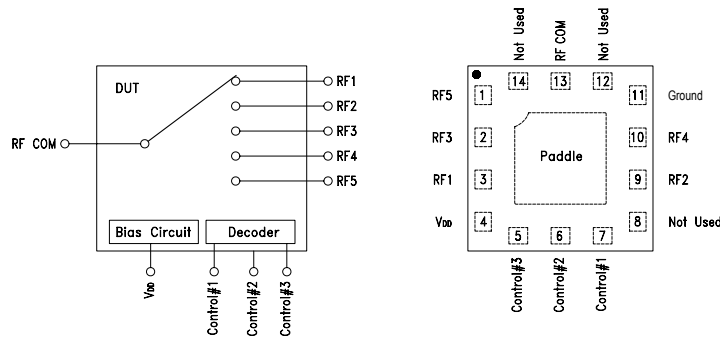 DUT
RF COM
RF1
RF2
RF3
RF4
RF5
Bias Circuit
Decoder
VDD
Control#1
Control#2
Control#3
Not Used
RF COM
Not Used
14
13
12
RF5
1
11
Ground
RF3
2
10
RF4
Paddle
RF1
3
9
RF2
VDD
4
8
Not Used
5
6
7
Control#3
Control#2
Control#1